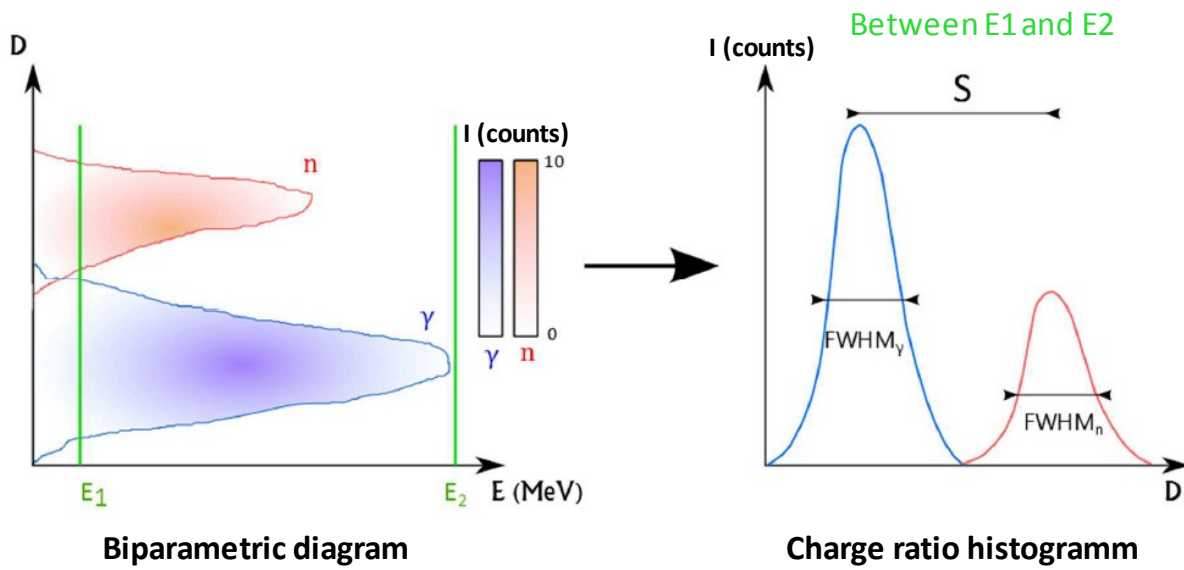 Between E1 and E2
D
I (counts)
S
I (counts)
n
10
γ
0
γ
n
FWHMγ
FWHMn
E1
E2
E (MeV)
D
Biparametric diagram
Charge ratio histogramm